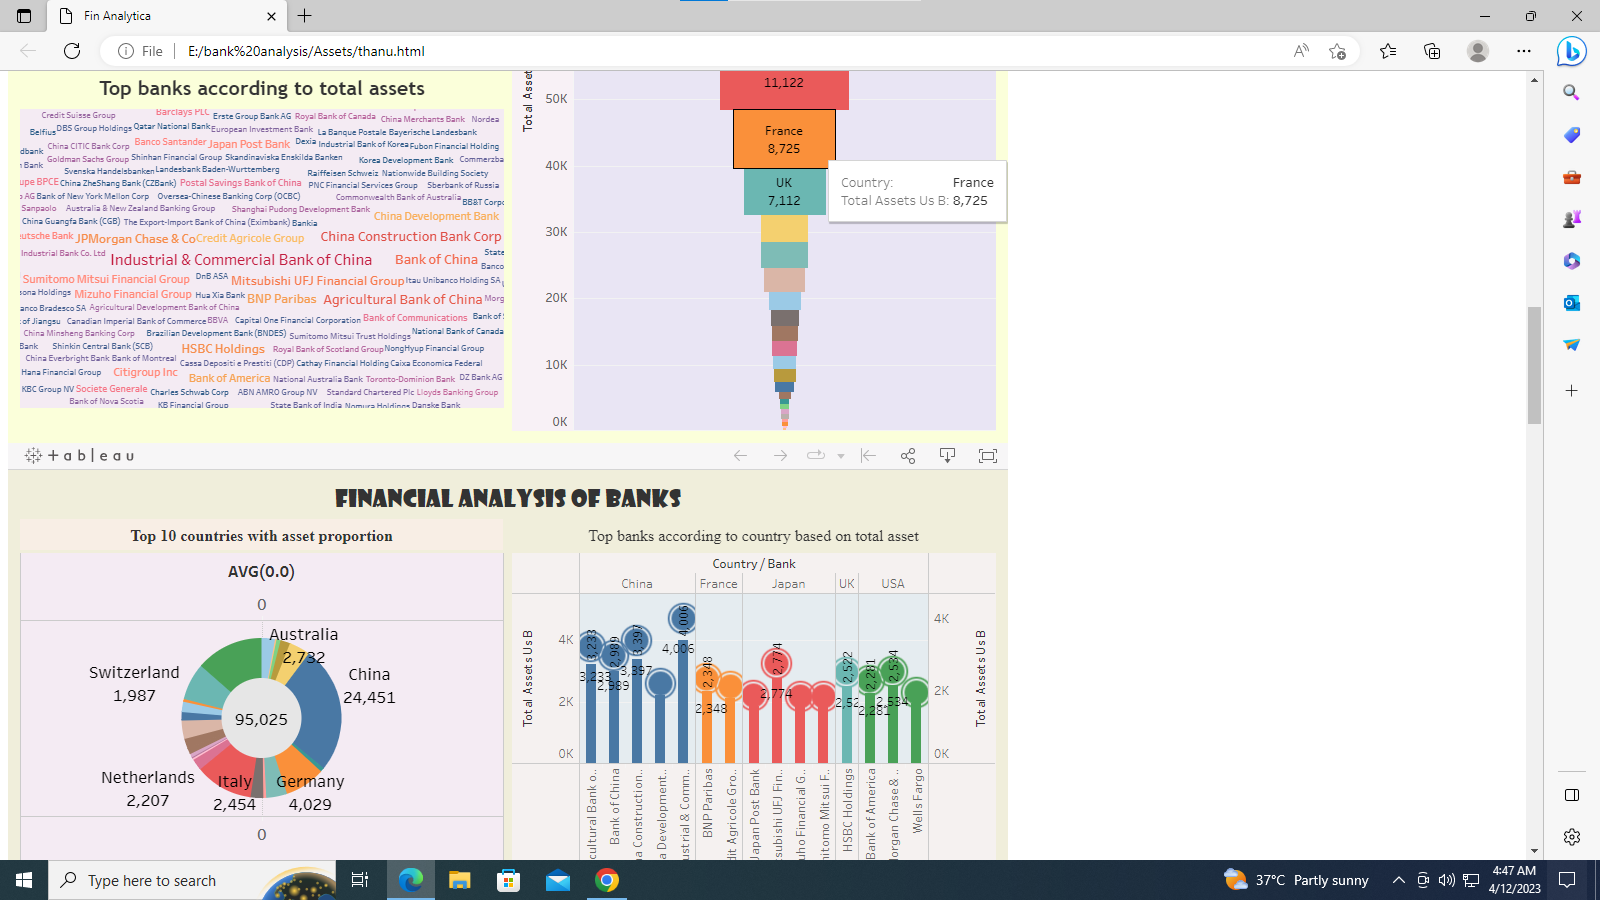 Fin Analytica
File
E:/bank%20analysis/Assets/thanu.html
Top banks according to total assets
Credit Suisse Group Barclays PLC Erste Group Bank AG Royal Bank of Canada China Merchants Bank Nordea
Belfius DBS Group Holdings Qatar National Bank European Investment Bank La Banque Postale Bayerische Landesbank
China CITIC Bank Corp Banco Santander Japan Post Bank Dexia Industrial Bank of Korea Fubon Financial Holding
dbank Goldman Sachs Group Shinhan Financial Group Skandinaviska Enskilda Banken Korea Development Bank Commerzba
n Bank Svenska Handelsbanken Landesbank Baden-Wurttemberg Raiffeisen Schweiz Nationwide Building Society
upe BPCE China ZheShang Bank (CZBank) Postal Savings Bank of China PNC Financial Services Group Sberbank of Russia
o AG Bank of New York Mellon Corp Oversea-Chinese Banking Corp (OCBC) Commonwealth Bank of Australia BB&T Corpo
Sanpaolo Australia & New Zealand Banking Group Shanghai Pudong Development Bank China Development Bank
China Guangfa Bank (CGB) The Export-Import Bank of China (Eximbank) Bankia
eutsche Bank JPMorgan Chase & Co Credit Agricole Group China Construction Bank Corp
Industrial Bank Co. Ltd Industrial & Commercial Bank of China Bank of China State
Banco
Sumitomo Mitsui Financial Group DnB ASA Mitsubishi UFJ Financial Group Itau Unibanco Holding SA
sona Holdings Mizuho Financial Group Hua Xia Bank BNP Paribas Agricultural Bank of China Morg
anco Bradesco SA Agricultural Development Bank of China
of Jiangsu Canadian Imperial Bank of Commerce BBVA Capital One Financial Corporation Bank of Communications Bank of
China Minsheng Banking Corp Brazilian Development Bank (BNDES) Sumitomo Mitsui Trust Holdings National Bank of Canada
Bank Shinkin Central Bank (SCB) HSBC Holdings Royal Bank of Scotland Group NongHyup Financial Group
China Everbright Bank Bank of Montreal Cassa Depositi e Prestiti (CDP) Cathay Financial Holding Caixa Economica Federal
Hana Financial Group Citigroup Inc Bank of America National Australia Bank Toronto-Dominion Bank DZ Bank AG
KBC Group NV Societe Generale Charles Schwab Corp ABN AMRO Group NV Standard Chartered Plc Lloyds Banking Group
Bank of Nova Scotia KB Financial Group State Bank of India Nomura Holdings Danske Bank
Total Asset
50K
40K
30K
20K
10K
0K
11,122
France
8,725
UK
7,112
Country: France
Total Assets Us B: 8,725
+ a b | e a u
FINANCIAL ANALYSIS OF BANKS
Top 10 countries with asset proportion
AVG(0.0)
0
Australia
2,732
Switzerland
1,987
China
24,451
95,025
Netherlands
2,207
Italy
2,454
Germany
4,029
0
Top banks according to country based on total asset
Country / Bank
China France Japan UK USA
Total Assets Us B
4K
2K
0K
3,233
2,989
3,397
4,006
2,348
2,774
2,522
2,281
2,534
3,233
2,989
3,397
4,006
2,348
2,774
2,52
2,281
2,534
4K
2K
0K
Total Assets Us B
cultural Bank o..
Bank of China
na Construction..
a Development..
ustrial & Comm..
BNP Paribas
dit Agricole Gro..
Japan Post Bank
subishi UFJ Fin..
uho Financial G..
nitomo Mitsui F..
HSBC Holdings
Bank of America
Morgan Chase & ..
Wells Fargo
Type here to search
37°C Partly sunny
4:47 AM
4/12/2023